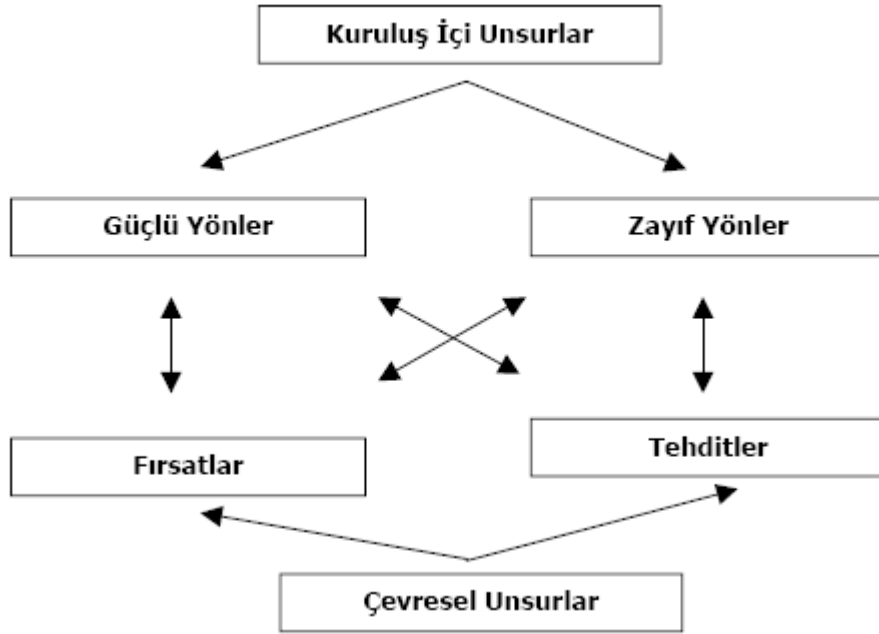 Kuruluş İçi Unsurlar
Güçlü Yönler
Zayıf Yönler
Fırsatlar
Tehditler
Çevresel Unsurlar